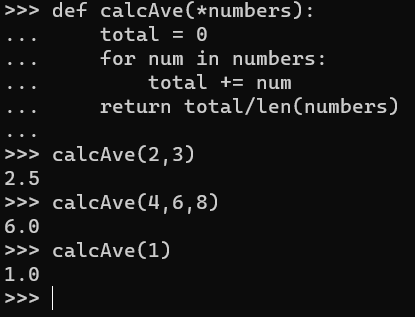 >>> def calcAve(*numbers):
...     total = 0
...     for num in numbers:
...         total += num
...     return total/len(numbers)
...
>>> calcAve(2,3)
2.5
>>> calcAve(4,6,8)
6.0
>>> calcAve(1)
1.0
>>>